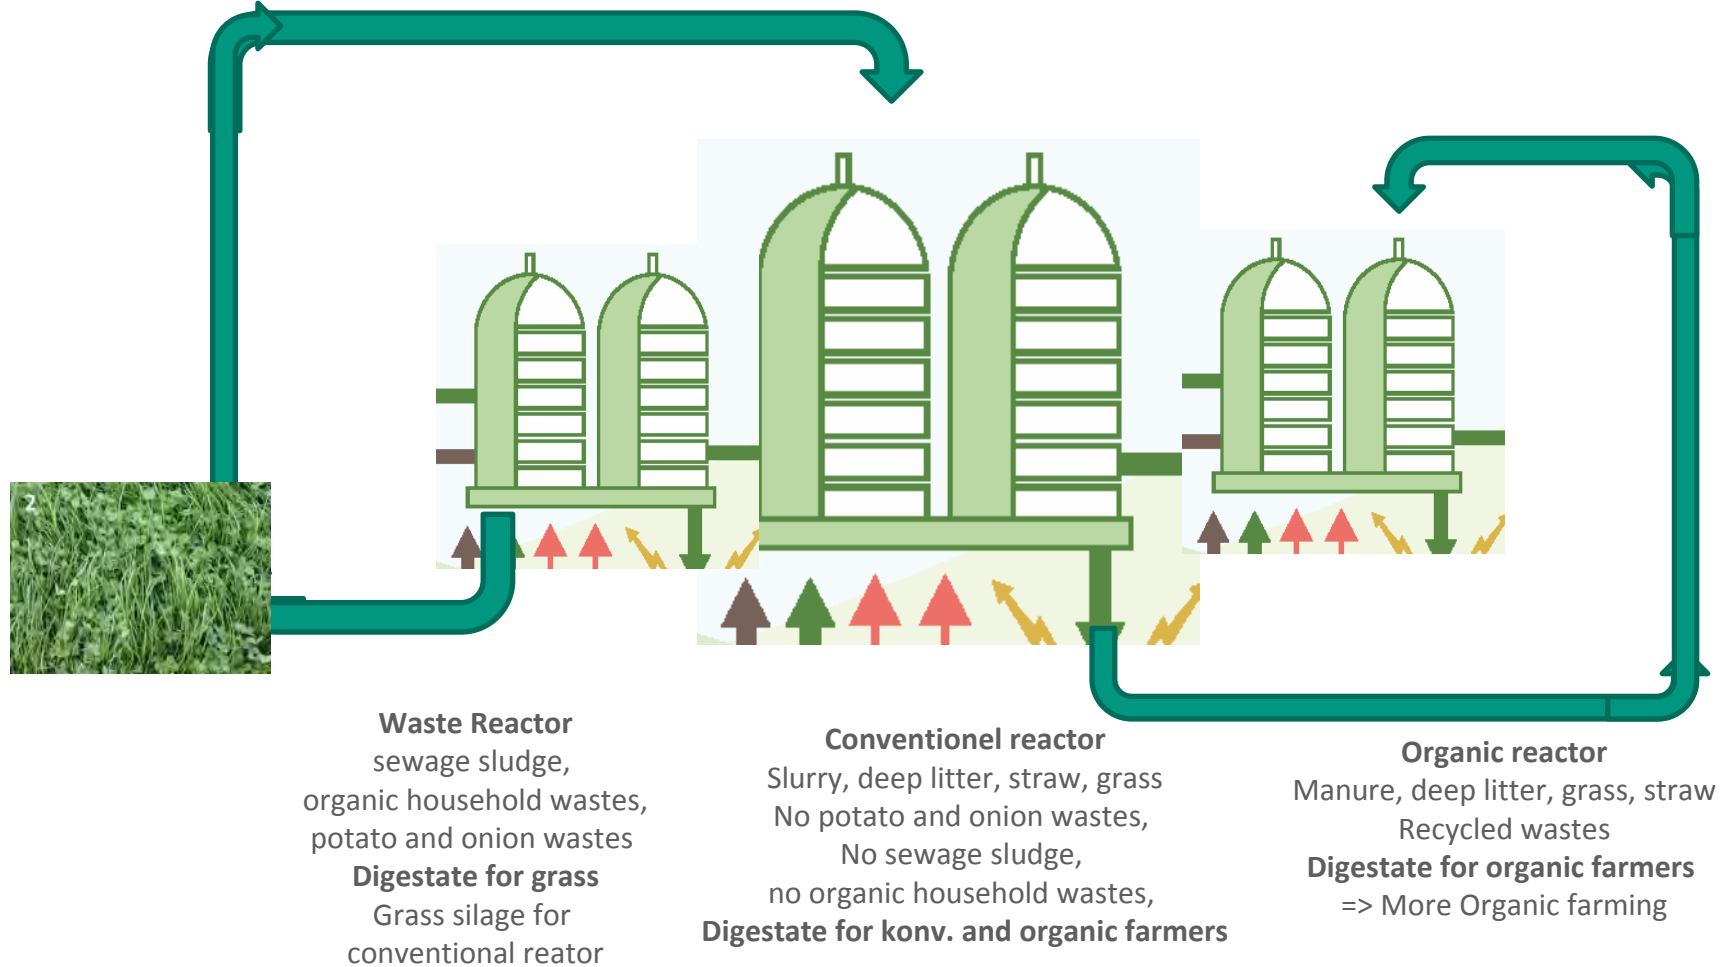 2
Waste Reactor
sewage sludge,
organic household wastes,
potato and onion wastes
Digestate for grass
Grass silage for
conventional reator
Conventionel reactor
Slurry, deep litter, straw, grass
No potato and onion wastes,
No sewage sludge,
no organic household wastes,
Digestate for konv. and organic farmers
Organic reactor
Manure, deep litter, grass, straw
Recycled wastes
Digestate for organic farmers
=> More Organic farming